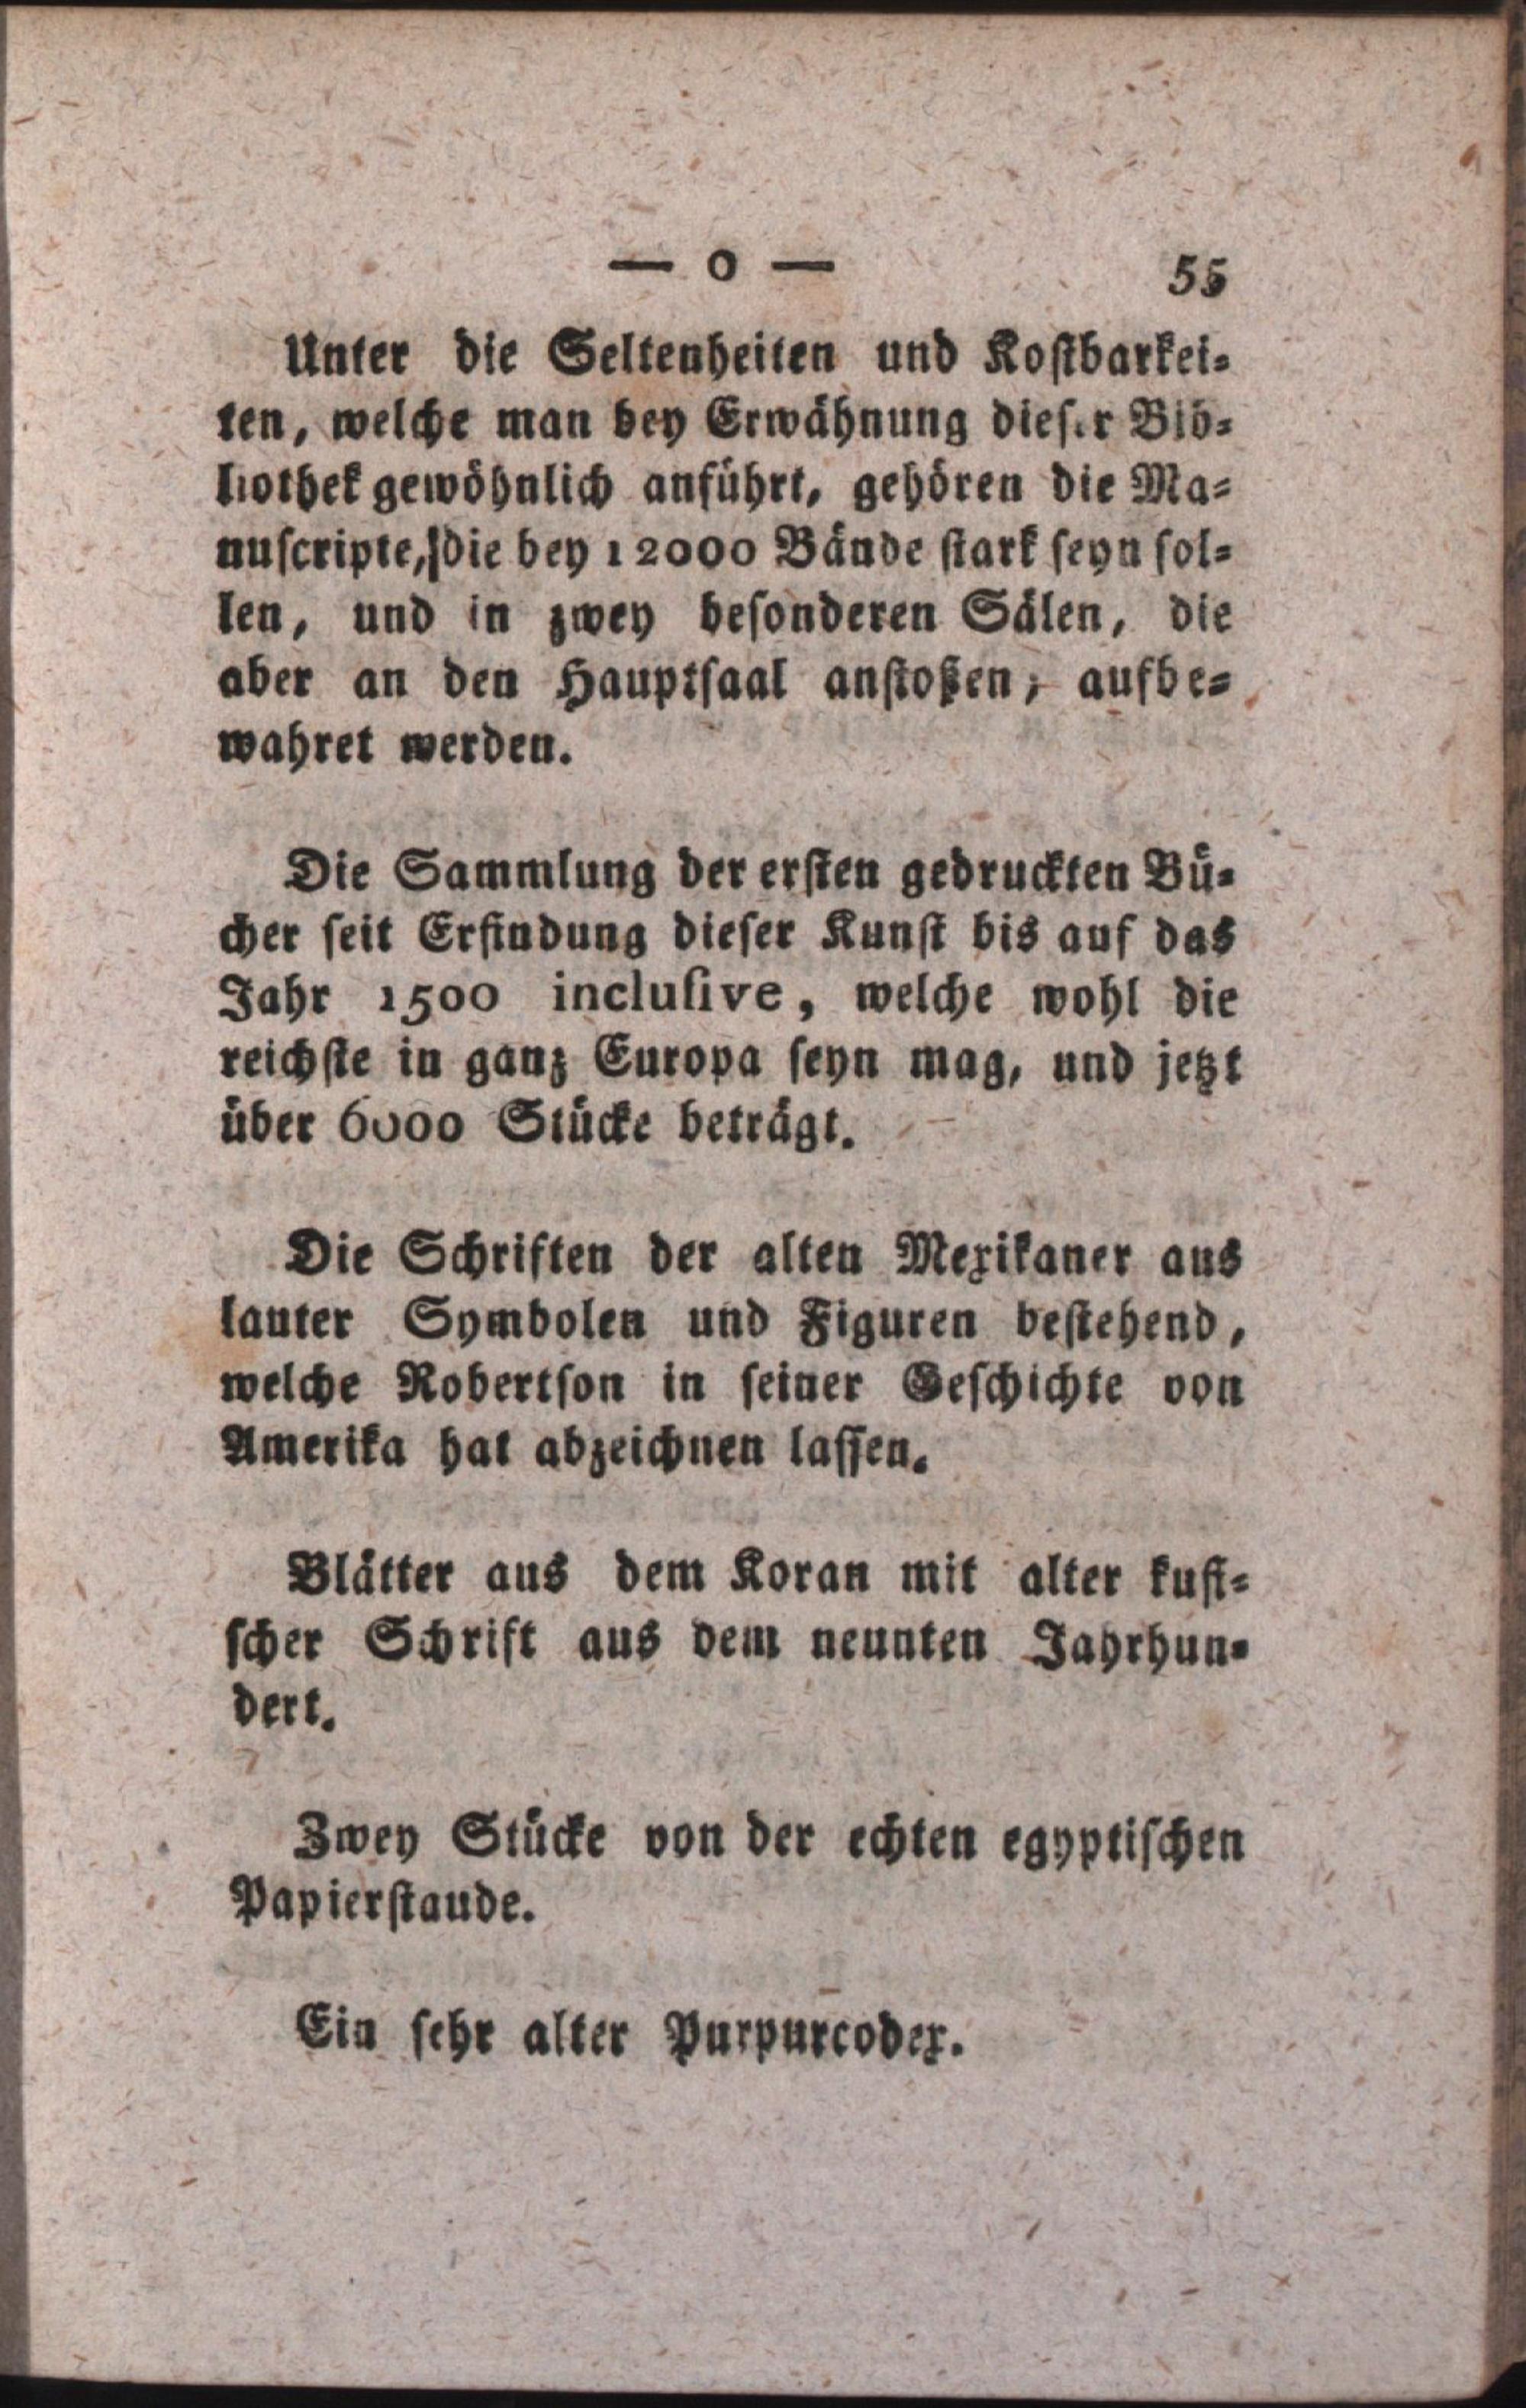 — o — 55
Unter die Seltenheiten und Kostbarkei-
ten, welche man bey Erwähnung dieser Bib-
liothek gewöhnlich anführt, gehören die Ma-
nuscripte, die bey 12000 Bände stark seyn sol-
len, und in zwey besonderen Sälen, die
aber an den Hauptsaal anstoßen, aufbe-
wahret werden.
Die Sammlung der ersten gedruckten Bü-
cher seit Erfindung dieser Kunst bis auf das
Jahr 1500 inclusive, welche wohl die
reichste in ganz Europa seyn mag, und jetzt
über 6000 Stücke beträgt.
Die Schriften der alten Mexikaner aus
lauter Symbolen und Figuren bestehend,
welche Robertson in seiner Geschichte von
Amerika hat abzeichnen lassen.
Blätter aus dem Koran mit alter kufi-
scher Schrift aus dem neunten Jahrhun-
dert.
Zwey Stücke von der echten egyptischen
Papierstaude.
Ein sehr alter Purpurcodex.